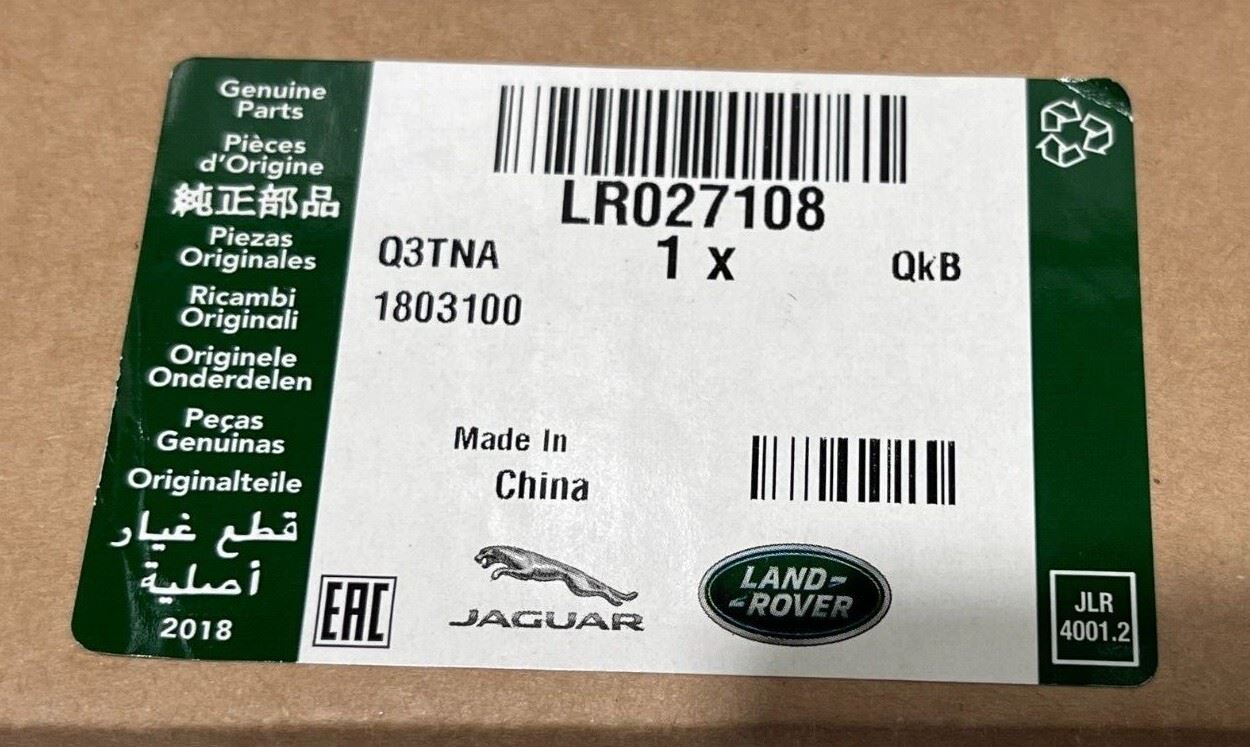 Genuine
Parts
Pièces
d'Origine
純正部品
Piezas
Originales
Ricambi
Originali
Originele
Onderdelen
Peças
Genuinas
Originalteile
قطع غيار
أصلية
2018
LR027108
Q3TNA
1 x
QkB
1803100
Made In
China
EAC
JAGUAR
LAND-
-ROVER
JLR
4001.2